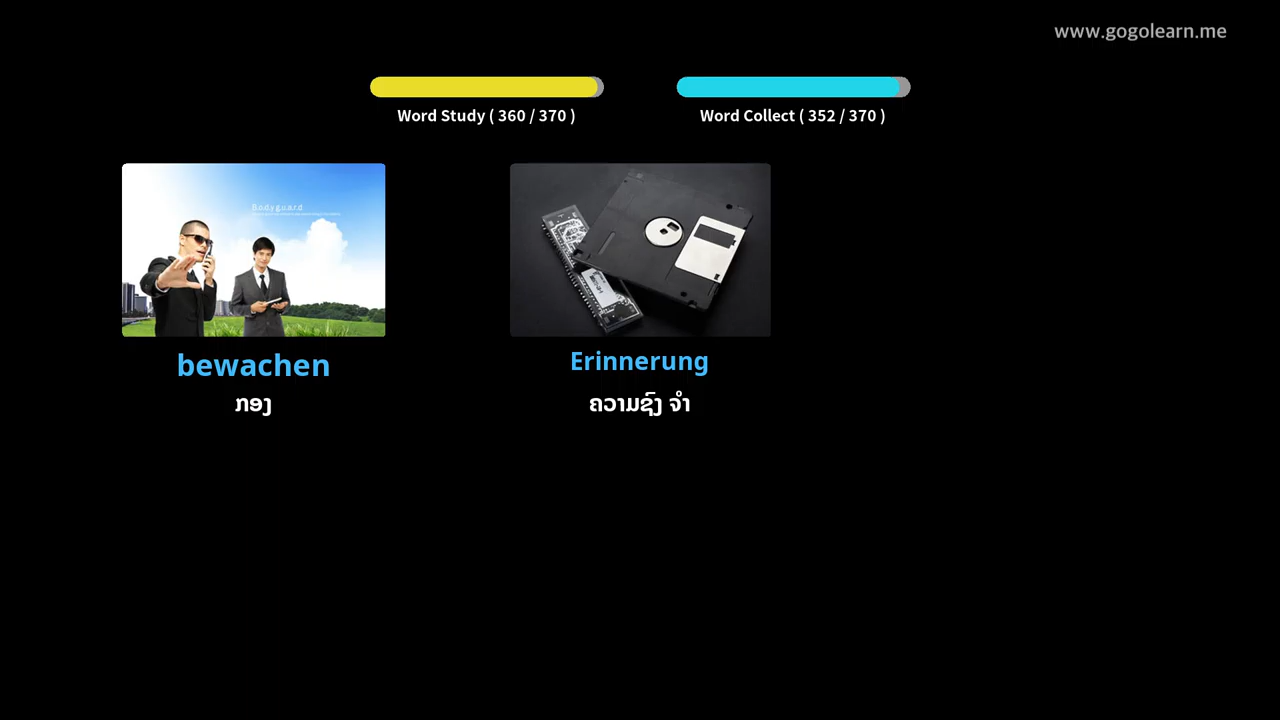 www.gogolearn.me
Word Study ( 360 / 370 )
Word Collect ( 352 / 370 )
Bodyguard
bewachen
ກອງ
Erinnerung
ຄວາມຊົງ ຈໍາ